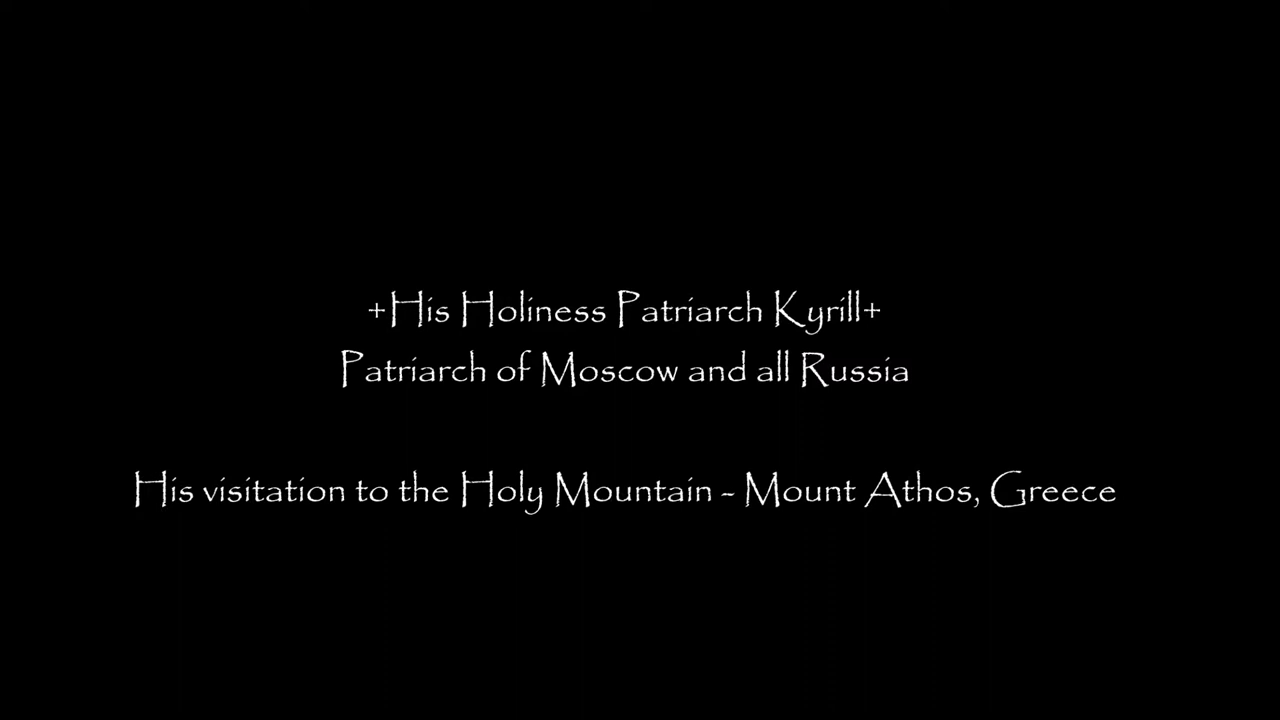 +His Holiness Patriarch Kyrill+
Patriarch of Moscow and all Russia
His visitation to the Holy Mountain - Mount Athos, Greece